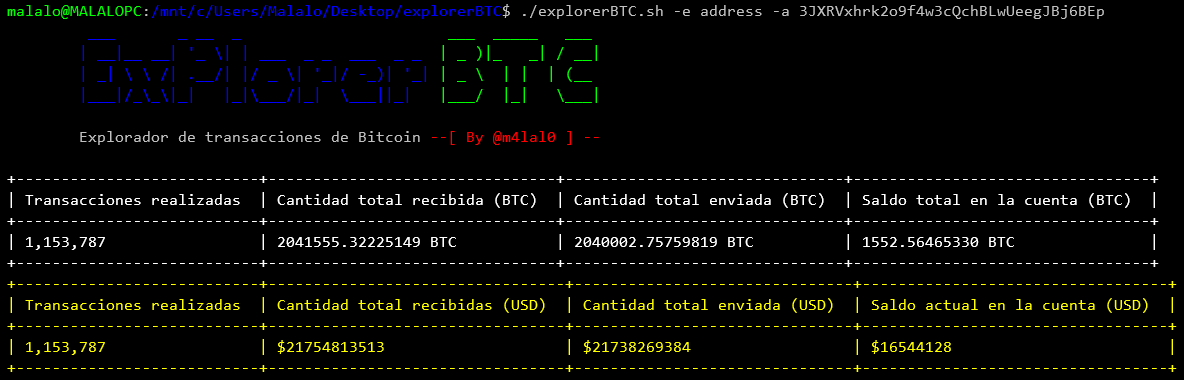 malalo@MALALOPC:/mnt/c/Users/Malalo/Desktop/explorerBTC$ ./explorerBTC.sh -e address -a 3JXRVxhrk2o9f4w3cQchBLwUeegJBj6BEp
ExPlorer BTC
Explorador de transacciones de Bitcoin --[ By @m4lal0 ] --
Transacciones realizadas | Cantidad total recibida (BTC) | Cantidad total enviada (BTC) | Saldo total en la cuenta (BTC)
1,153,787 | 2041555.32225149 BTC | 2040002.75759819 BTC | 1552.56465330 BTC
Transacciones realizadas | Cantidad total recibidas (USD) | Cantidad total enviada (USD) | Saldo actual en la cuenta (USD)
1,153,787 | $21754813513 | $21738269384 | $16544128